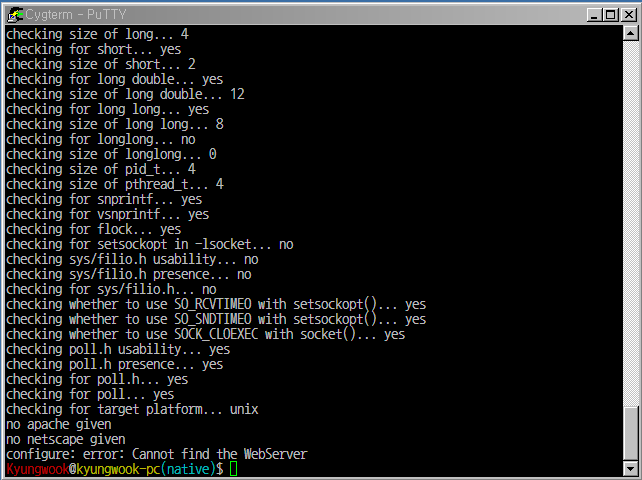 Cygterm - PuTTY
checking size of long... 4
checking for short... yes
checking size of short... 2
checking for long double... yes
checking size of long double... 12
checking for long long... yes
checking size of long long... 8
checking for longlong... no
checking size of longlong... 0
checking size of pid_t... 4
checking size of pthread_t... 4
checking for snprintf... yes
checking for vsnprintf... yes
checking for flock... yes
checking for setsockopt in -lsocket... no
checking sys/filio.h usability... no
checking sys/filio.h presence... no
checking for sys/filio.h... no
checking whether to use SO_RCVTIMEO with setsockopt()... yes
checking whether to use SO_SNDTIMEO with setsockopt()... yes
checking whether to use SOCK_CLOEXEC with socket()... yes
checking poll.h usability... yes
checking poll.h presence... yes
checking for poll.h... yes
checking for poll... yes
checking for target platform... unix
no apache given
no netscape given
configure: error: Cannot find the WebServer
Kyungwook@kyungwook-pc(native)$